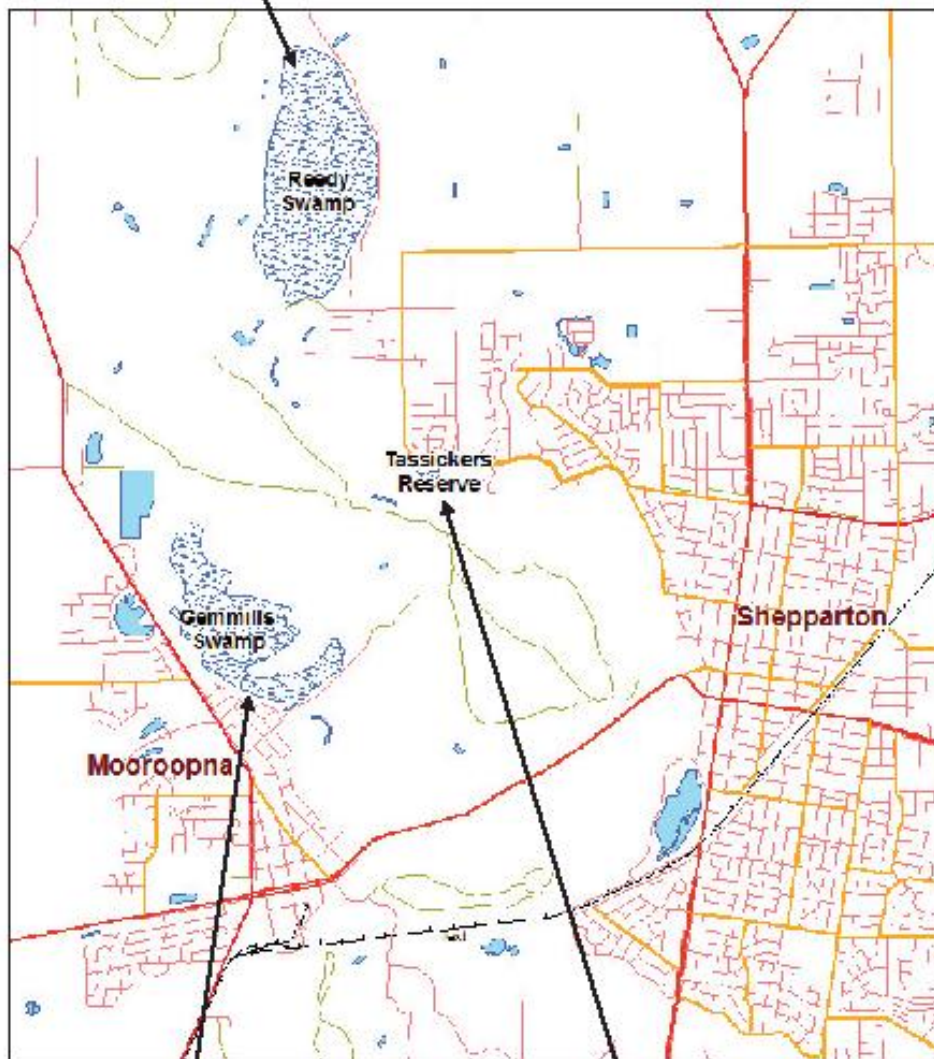 Reedy
Swamp
Tassickers
Reserve
Gemmills
Swamp
Shepparton
Mooroopna